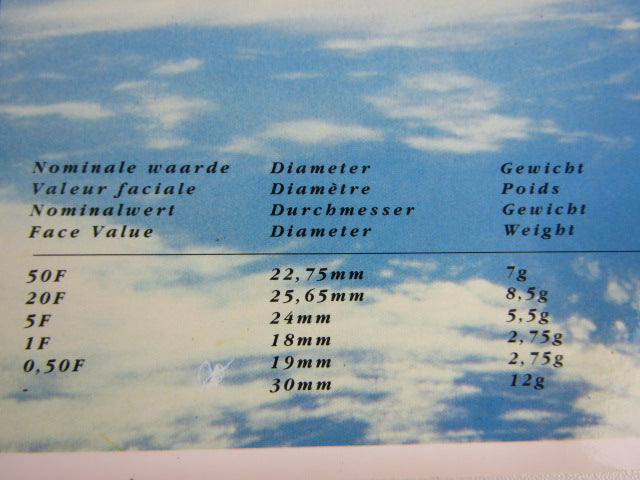 Nominale waarde Diameter Gewicht
Valeur faciale Diamètre Poids
Nominalwert Durchmesser Gewicht
Face Value Diameter Weight
50F 22,75mm 7g
20F 25,65mm 8,5g
5F 24mm 5,5g
1F 18mm 2,75g
0,50F 19mm 2,75g
- 30mm 12g